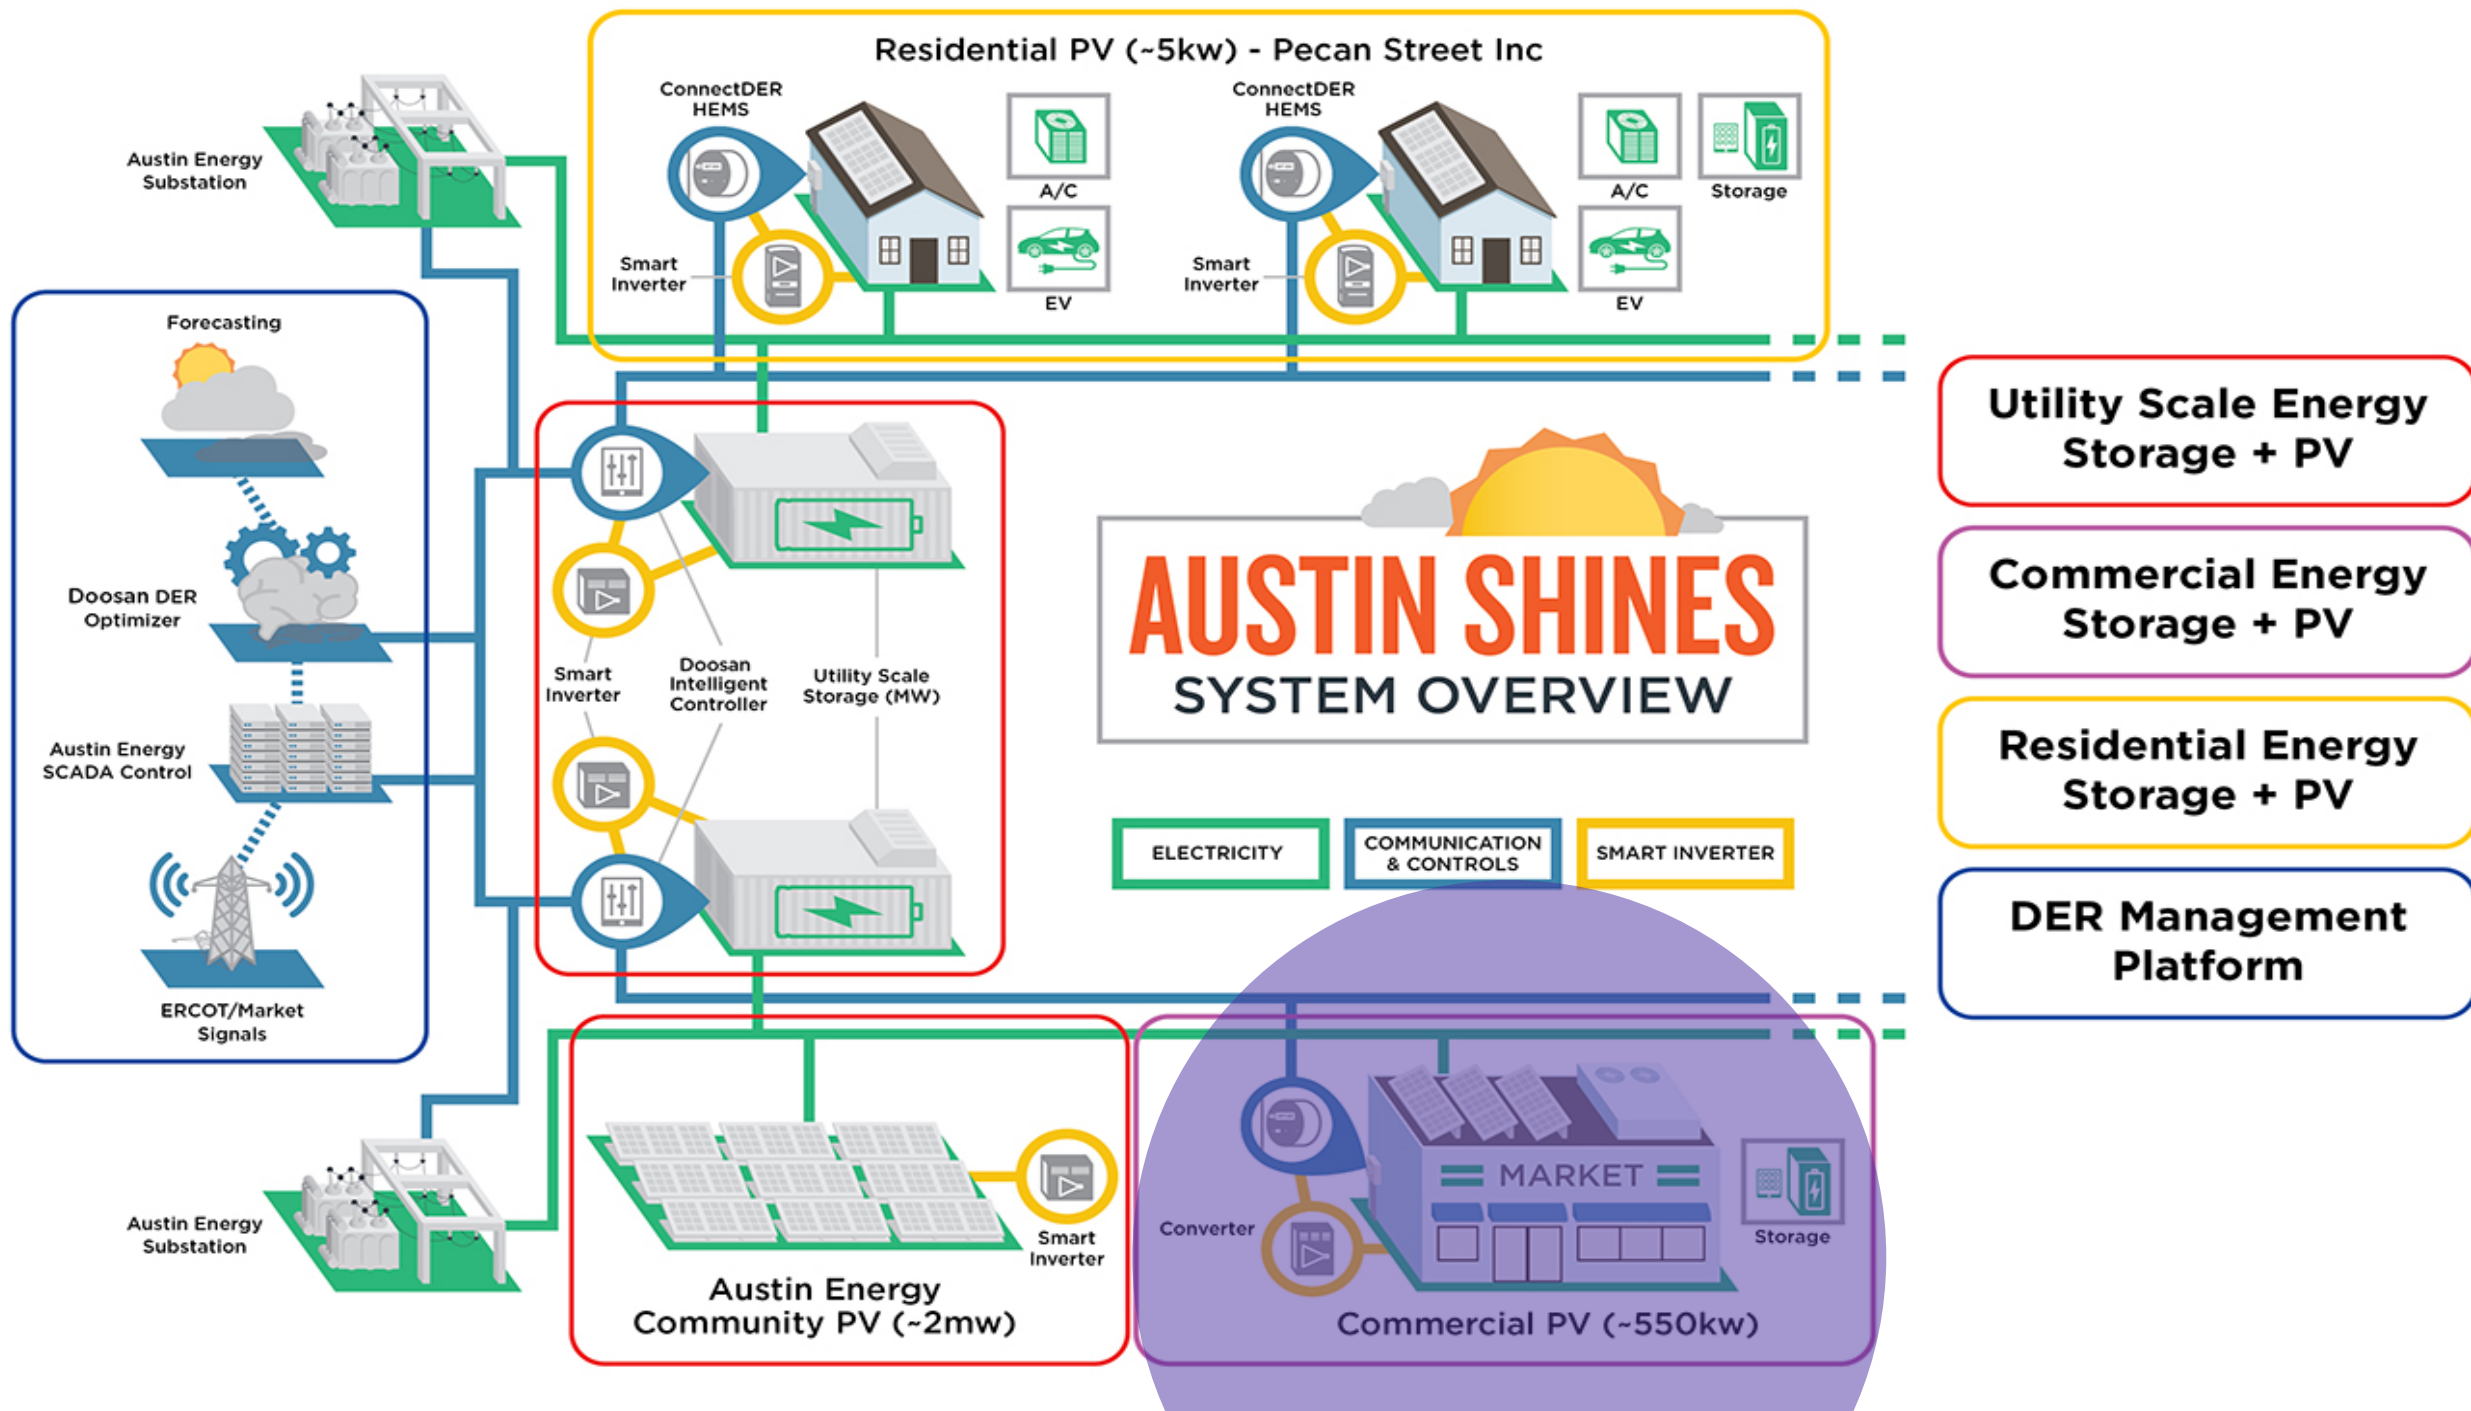 Residential PV (~5kw) - Pecan Street Inc
ConnectDER
HEMS
A/C
EV
Smart
Inverter
ConnectDER
HEMS
A/C
Storage
EV
Smart
Inverter
Austin Energy
Substation
Forecasting
Doosan DER
Optimizer
Austin Energy
SCADA Control
ERCOT/Market
Signals
Smart
Inverter
Doosan
Intelligent
Controller
Utility Scale
Storage (MW)
AUSTIN SHINES
SYSTEM OVERVIEW
ELECTRICITY
COMMUNICATION
& CONTROLS
SMART INVERTER
Utility Scale Energy
Storage + PV
Commercial Energy
Storage + PV
Residential Energy
Storage + PV
DER Management
Platform
Austin Energy
Substation
Smart
Inverter
Austin Energy
Community PV (~2mw)
Converter
MARKET
Storage
Commercial PV (~550kw)